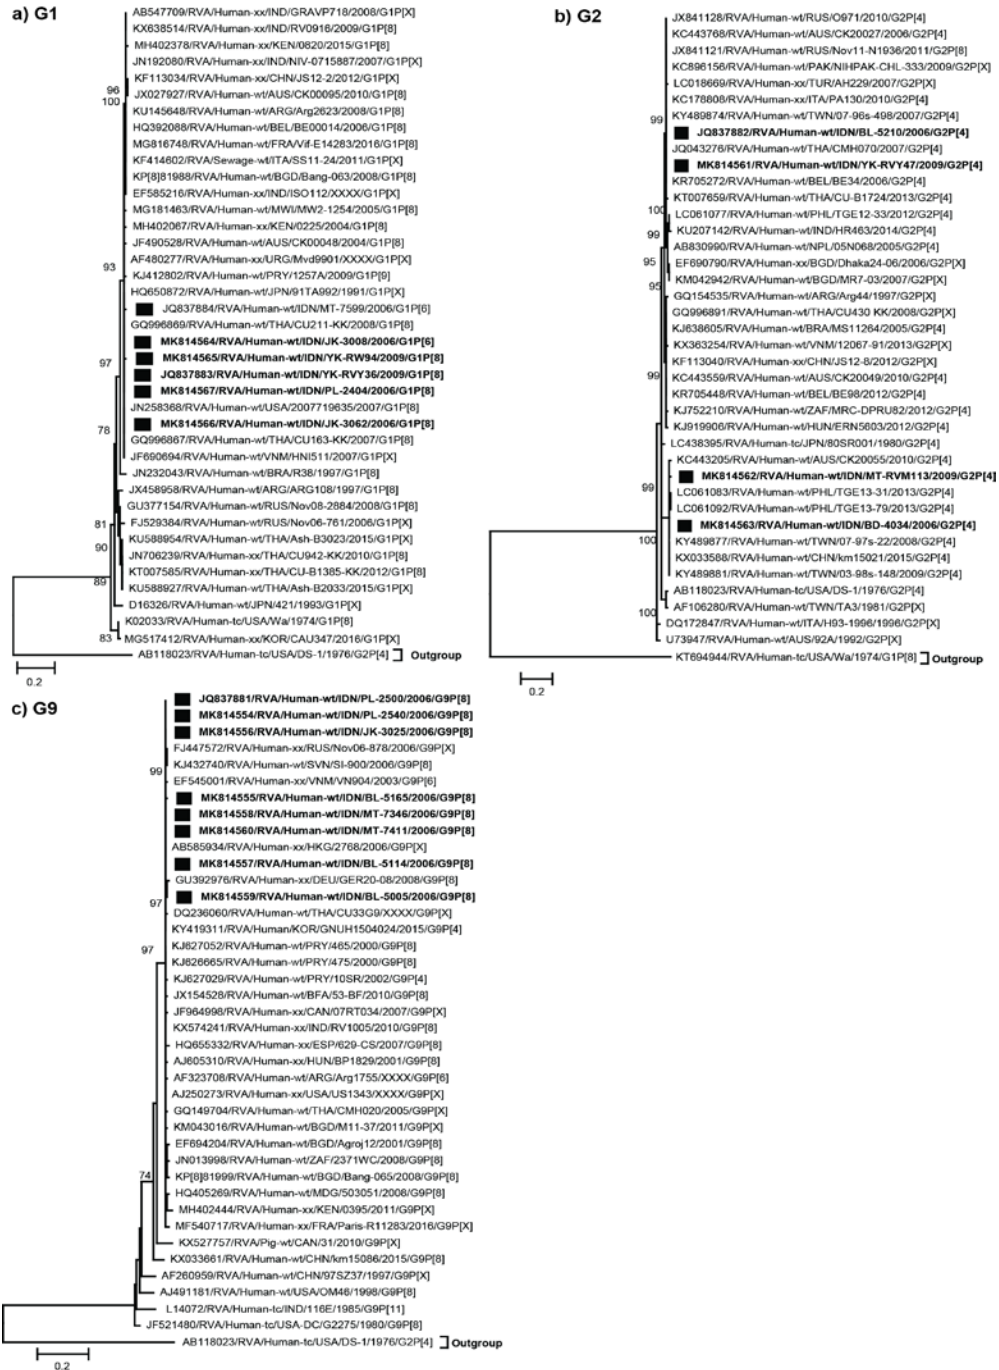 a) G1
AB547709/RVA/Human-xx/IND/GRAVP718/2008/G1P[X]
KX638514/RVA/Human-xx/IND/RV0916/2009/G1P[8]
MH402378/RVA/Human-xx/KEN/0820/2015/G1P[8]
JN192080/RVA/Human-xx/IND/NIV-0715887/2007/G1P[X]
KF113034/RVA/Human-xx/CHN/JS12-2/2012/G1P[X]
96
100
JX027927/RVA/Human-wt/AUS/CK00095/2010/G1P[8]
KU145648/RVA/Human-wt/ARG/Arg2623/2008/G1P[8]
HQ392088/RVA/Human-wt/BEL/BE00014/2006/G1P[8]
MG816748/RVA/Human-wt/FRA/Vif-E14283/2016/G1P[8]
KF414602/RVA/Sewage-wt/ITA/SS11-24/2011/G1P[X]
KP[8]81988/RVA/Human-wt/BGD/Bang-063/2008/G1P[8]
EF585216/RVA/Human-xx/IND/ISO112/XXXX/G1P[X]
MG181463/RVA/Human-wt/MWI/MW2-1254/2005/G1P[8]
MH402067/RVA/Human-xx/KEN/0225/2004/G1P[8]
JF490528/RVA/Human-wt/AUS/CK00048/2004/G1P[8]
AF480277/RVA/Human-xx/URG/Mvd9901/XXXX/G1P[X]
93
KJ412802/RVA/Human-wt/PRY/1257A/2009/G1P[9]
HQ650872/RVA/Human-wt/JPN/91TA992/1991/G1P[X]
JQ837884/RVA/Human-wt/IDN/MT-7599/2006/G1P[6]
GQ996869/RVA/Human-wt/THA/CU211-KK/2008/G1P[8]
MK814564/RVA/Human-wt/IDN/JK-3008/2006/G1P[6]
MK814565/RVA/Human-wt/IDN/YK-RW94/2009/G1P[8]
97
JQ837883/RVA/Human-wt/IDN/YK-RVY36/2009/G1P[8]
MK814567/RVA/Human-wt/IDN/PL-2404/2006/G1P[8]
JN258368/RVA/Human-wt/USA/2007719635/2007/G1P[8]
MK814566/RVA/Human-wt/IDN/JK-3062/2006/G1P[8]
78
GQ996867/RVA/Human-wt/THA/CU163-KK/2007/G1P[8]
JF690694/RVA/Human-wt/VNM/HNI511/2007/G1P[X]
JN232043/RVA/Human-wt/BRA/R38/1997/G1P[8]
JX458958/RVA/Human-wt/ARG/ARG108/1997/G1P[8]
GU377154/RVA/Human-wt/RUS/Nov08-2884/2008/G1P[8]
81
FJ529384/RVA/Human-wt/RUS/Nov06-761/2006/G1P[X]
KU588954/RVA/Human-wt/THA/Ash-B3023/2015/G1P[X]
90
JN706239/RVA/Human-xx/THA/CU942-KK/2010/G1P[8]
KT007585/RVA/Human-wt/THA/CU-B1385-KK/2012/G1P[8]
89
KU588927/RVA/Human-wt/THA/Ash-B2033/2015/G1P[X]
D16326/RVA/Human-wt/JPN/421/1993/G1P[X]
K02033/RVA/Human-tc/USA/Wa/1974/G1P[8]
83
MG517412/RVA/Human-xx/KOR/CAU347/2016/G1P[X]
AB118023/RVA/Human-tc/USA/DS-1/1976/G2P[4]
Outgroup
0.2
b) G2
JX841128/RVA/Human-wt/RUS/O971/2010/G2P[4]
KC443768/RVA/Human-wt/AUS/CK20027/2006/G2P[4]
JX841121/RVA/Human-wt/RUS/Nov11-N1936/2011/G2P[8]
KC896156/RVA/Human-wt/PAK/NIHPAK-CHL-333/2009/G2P[X]
LC018669/RVA/Human-xx/TUR/AH229/2007/G2P[X]
KC178808/RVA/Human-xx/ITA/PA130/2010/G2P[4]
KY489874/RVA/Human-wt/TWN/07-96s-498/2007/G2P[4]
99
JQ837882/RVA/Human-wt/IDN/BL-5210/2006/G2P[4]
JQ043276/RVA/Human-wt/THA/CMH070/2007/G2P[4]
MK814561/RVA/Human-wt/IDN/YK-RVY47/2009/G2P[4]
KR705272/RVA/Human-wt/BEL/BE34/2006/G2P[4]
KT007659/RVA/Human-wt/THA/CU-B1724/2013/G2P[4]
100
LC061077/RVA/Human-wt/PHL/TGE12-33/2012/G2P[4]
KU207142/RVA/Human-wt/IND/HR463/2014/G2P[X]
99
AB830990/RVA/Human-wt/NPL/05N068/2005/G2P[4]
95
EF690790/RVA/Human-xx/BGD/Dhaka24-06/2006/G2P[X]
KM042942/RVA/Human-wt/BGD/MR7-03/2007/G2P[X]
95
GQ154535/RVA/Human-wt/ARG/Arg44/1997/G2P[X]
GQ996891/RVA/Human-wt/THA/CU430 KK/2008/G2P[X]
KJ638605/RVA/Human-wt/BRA/MS11264/2005/G2P[4]
KX363254/RVA/Human-wt/VNM/12067-91/2013/G2P[X]
KF113040/RVA/Human-xx/CHN/JS12-8/2012/G2P[X]
99
KC443559/RVA/Human-wt/AUS/CK20049/2010/G2P[4]
KR705448/RVA/Human-wt/BEL/BE98/2012/G2P[4]
KJ752210/RVA/Human-wt/ZAF/MRC-DPRU82/2012/G2P[4]
KJ919906/RVA/Human-wt/HUN/ERN5603/2012/G2P[4]
LC438395/RVA/Human-tc/JPN/80SR001/1980/G2P[4]
KC443205/RVA/Human-wt/AUS/CK20055/2010/G2P[4]
MK814562/RVA/Human-wt/IDN/MT-RVM113/2009/G2P[4]
99
LC061083/RVA/Human-wt/PHL/TGE13-31/2013/G2P[4]
LC061092/RVA/Human-wt/PHL/TGE13-79/2013/G2P[4]
MK814563/RVA/Human-wt/IDN/BD-4034/2006/G2P[4]
100
KY489877/RVA/Human-wt/TWN/07-97s-22/2008/G2P[4]
KX033588/RVA/Human-wt/CHN/km15021/2015/G2P[4]
KY489881/RVA/Human-wt/TWN/03-98s-148/2009/G2P[4]
AB118023/RVA/Human-tc/USA/DS-1/1976/G2P[4]
100
AF106280/RVA/Human-wt/TWN/TA3/1981/G2P[X]
DQ172847/RVA/Human-wt/ITA/H93-1996/1996/G2P[X]
U73947/RVA/Human-wt/AUS/92A/1992/G2P[X]
KT694944/RVA/Human-tc/USA/Wa/1974/G1P[8]
Outgroup
0.2
c) G9
JQ837881/RVA/Human-wt/IDN/PL-2500/2006/G9P[8]
MK814554/RVA/Human-wt/IDN/PL-2540/2006/G9P[8]
MK814556/RVA/Human-wt/IDN/JK-3025/2006/G9P[8]
FJ447572/RVA/Human-xx/RUS/Nov06-878/2006/G9P[X]
99
KJ432740/RVA/Human-wt/SVN/SI-900/2006/G9P[8]
EF545001/RVA/Human-xx/VNM/VN904/2003/G9P[6]
MK814555/RVA/Human-wt/IDN/BL-5165/2006/G9P[8]
MK814558/RVA/Human-wt/IDN/MT-7346/2006/G9P[8]
MK814560/RVA/Human-wt/IDN/MT-7411/2006/G9P[8]
AB585934/RVA/Human-xx/HKG/2768/2006/G9P[X]
MK814557/RVA/Human-wt/IDN/BL-5114/2006/G9P[8]
GU392976/RVA/Human-xx/DEU/GER20-08/2008/G9P[8]
MK814559/RVA/Human-wt/IDN/BL-5005/2006/G9P[8]
97
DQ236060/RVA/Human-wt/THA/CU33G9/XXXX/G9P[X]
KY419311/RVA/Human/KOR/GNUH1504024/2015/G9P[4]
97
KJ627052/RVA/Human-wt/PRY/465/2000/G9P[8]
KJ626665/RVA/Human-wt/PRY/475/2000/G9P[8]
KJ627029/RVA/Human-wt/PRY/10SR/2002/G9P[4]
JX154528/RVA/Human-wt/BFA/53-BF/2010/G9P[8]
JF964998/RVA/Human-xx/CAN/07RT034/2007/G9P[X]
KX574241/RVA/Human-xx/IND/RV1005/2010/G9P[8]
HQ655332/RVA/Human-xx/ESP/629-CS/2007/G9P[8]
AJ605310/RVA/Human-xx/HUN/BP1829/2001/G9P[8]
AF323708/RVA/Human-wt/ARG/Arg1755/XXXX/G9P[6]
AJ250273/RVA/Human-xx/USA/US1343/XXXX/G9P[X]
GQ149704/RVA/Human-wt/THA/CMH020/2005/G9P[X]
KM043016/RVA/Human-wt/BGD/M11-37/2011/G9P[X]
EF694204/RVA/Human-wt/BGD/Agroj12/2001/G9P[8]
JN013998/RVA/Human-wt/ZAF/2371WC/2008/G9P[8]
74
KP[8]81999/RVA/Human-wt/BGD/Bang-065/2008/G9P[8]
HQ405269/RVA/Human-wt/MDG/503051/2008/G9P[8]
MH402444/RVA/Human-xx/KEN/0395/2011/G9P[X]
MF540717/RVA/Human-xx/FRA/Paris-R11283/2016/G9P[X]
KX527757/RVA/Pig-wt/CAN/31/2010/G9P[X]
KX033661/RVA/Human-wt/CHN/km15086/2015/G9P[8]
AF260959/RVA/Human-wt/CHN/97SZ37/1997/G9P[X]
AJ491181/RVA/Human-wt/USA/OM46/1998/G9P[8]
L14072/RVA/Human-tc/IND/116E/1985/G9P[11]
JF521480/RVA/Human-tc/USA-DC/G2275/1980/G9P[8]
AB118023/RVA/Human-tc/USA/DS-1/1976/G2P[4]
Outgroup
0.2